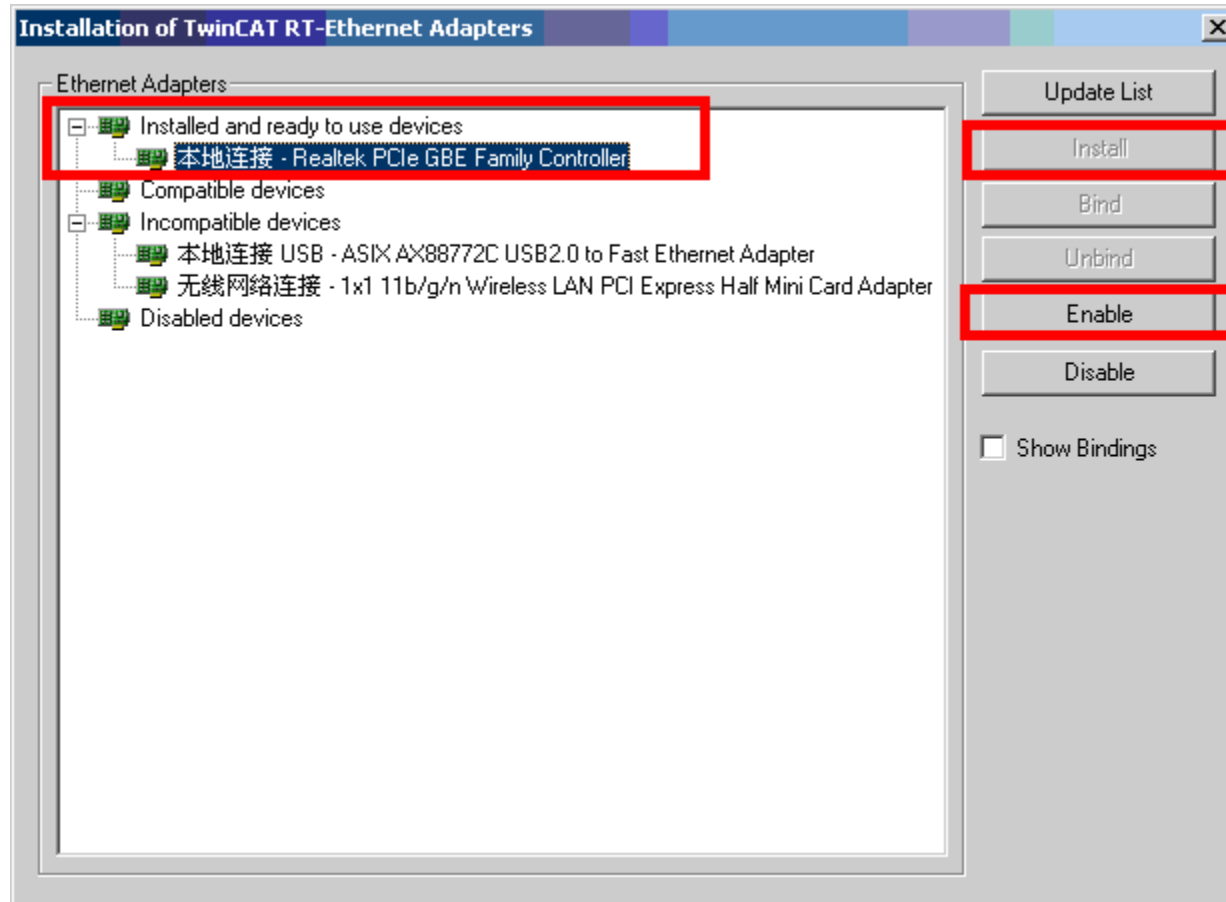 Installation of TwinCAT RT-Ethernet Adapters
Ethernet Adapters
Installed and ready to use devices
本地连接 - Realtek PCIe GBE Family Controller
Compatible devices
Incompatible devices
本地连接 USB - ASIX AX88772C USB2.0 to Fast Ethernet Adapter
无线网络连接 - 1x1 11b/g/n Wireless LAN PCI Express Half Mini Card Adapter
Disabled devices
Update List
Install
Bind
Unbind
Enable
Disable
Show Bindings